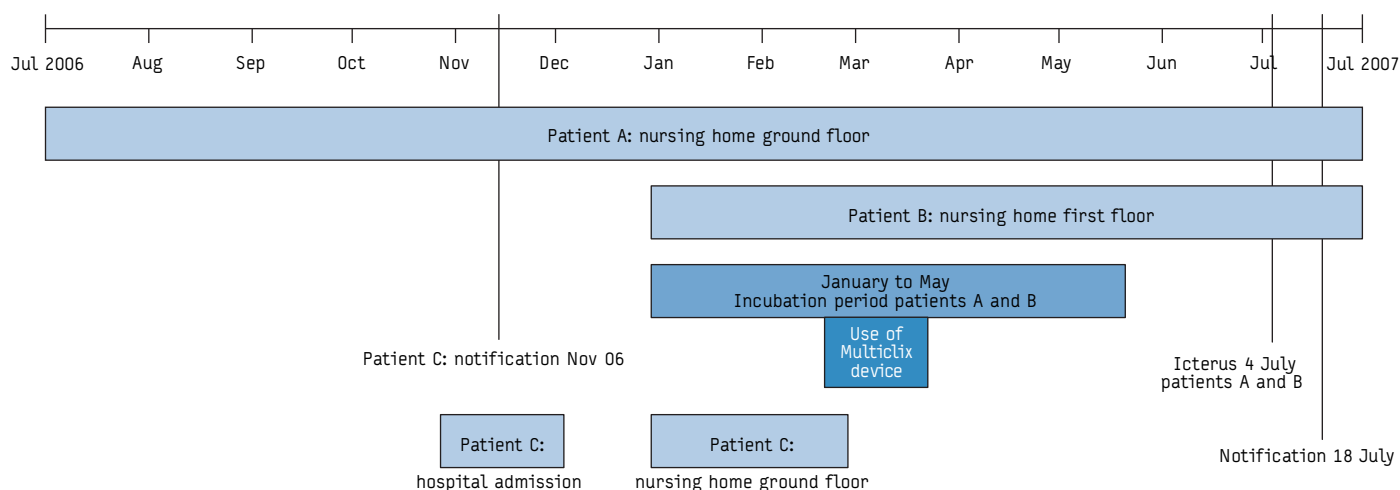 Jul 2006 Aug Sep Oct Nov Dec Jan Feb Mar Apr May Jun Jul Jul 2007
Patient A: nursing home ground floor
Patient B: nursing home first floor
January to May
Incubation period patients A and B
Use of
Multiclix
device
Patient C: notification Nov 06
Icterus 4 July
patients A and B
Patient C:
hospital admission
Patient C:
nursing home ground floor
Notification 18 July